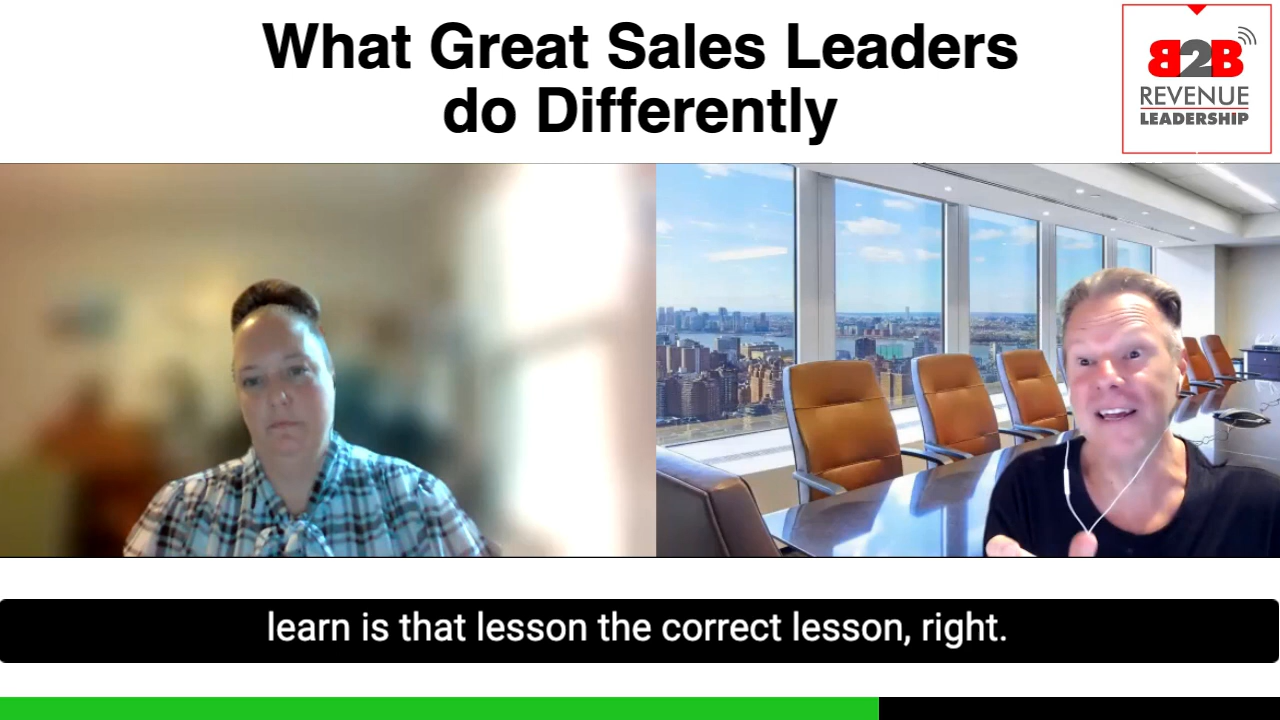 What Great Sales Leaders
do Differently
B2B
REVENUE
LEADERSHIP
learn is that lesson the correct lesson, right.